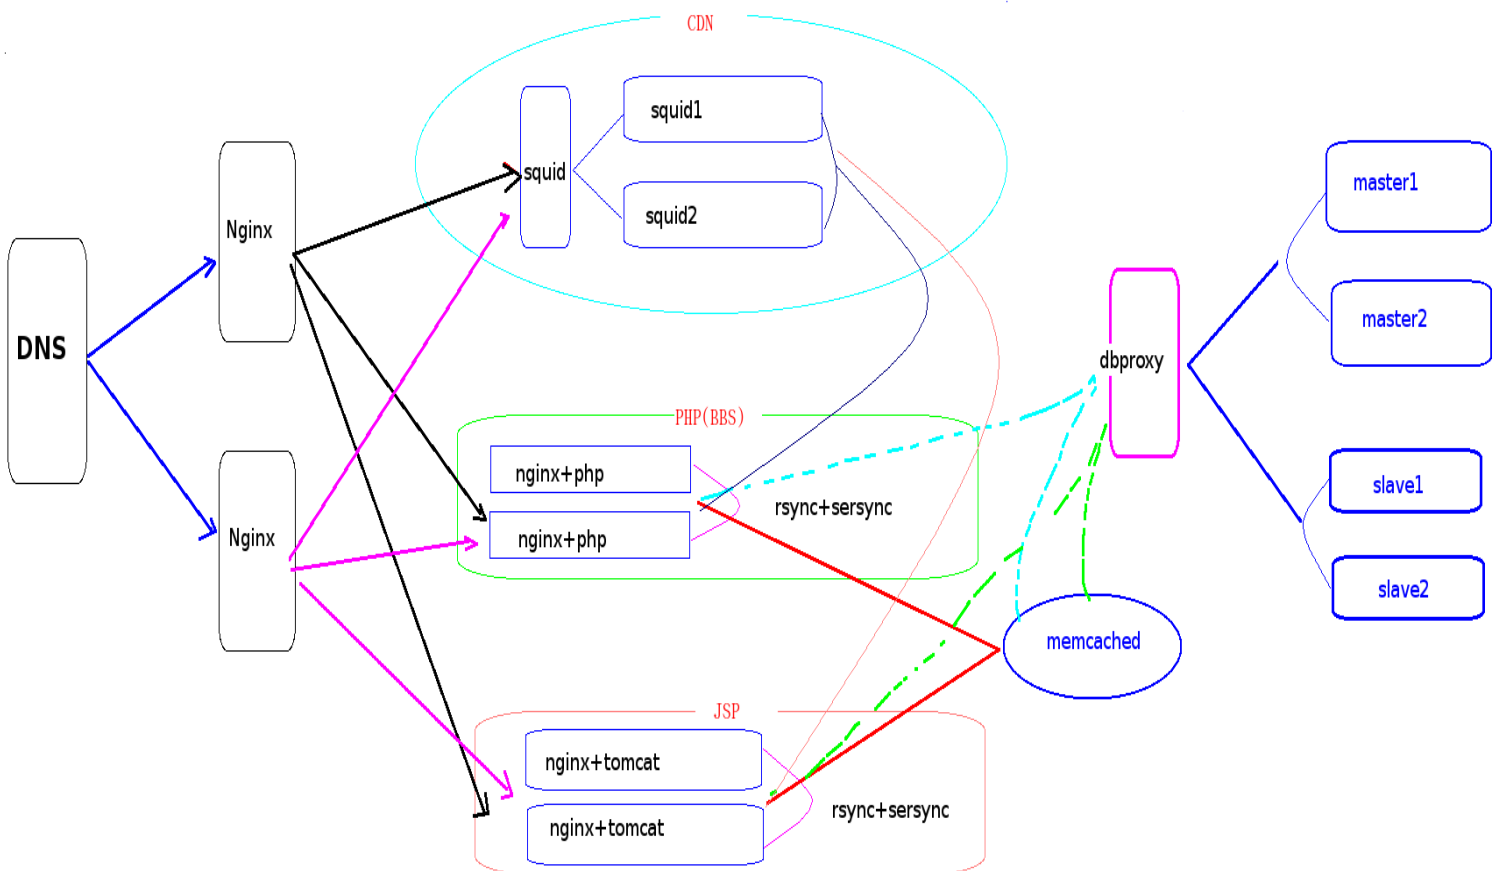 CDN
squid1
squid
squid2
Nginx
DNS
Nginx
PHP(BBS)
nginx+php
nginx+php
rsync+sersync
JSP
nginx+tomcat
nginx+tomcat
rsync+sersync
memcached
dbproxy
master1
master2
slave1
slave2